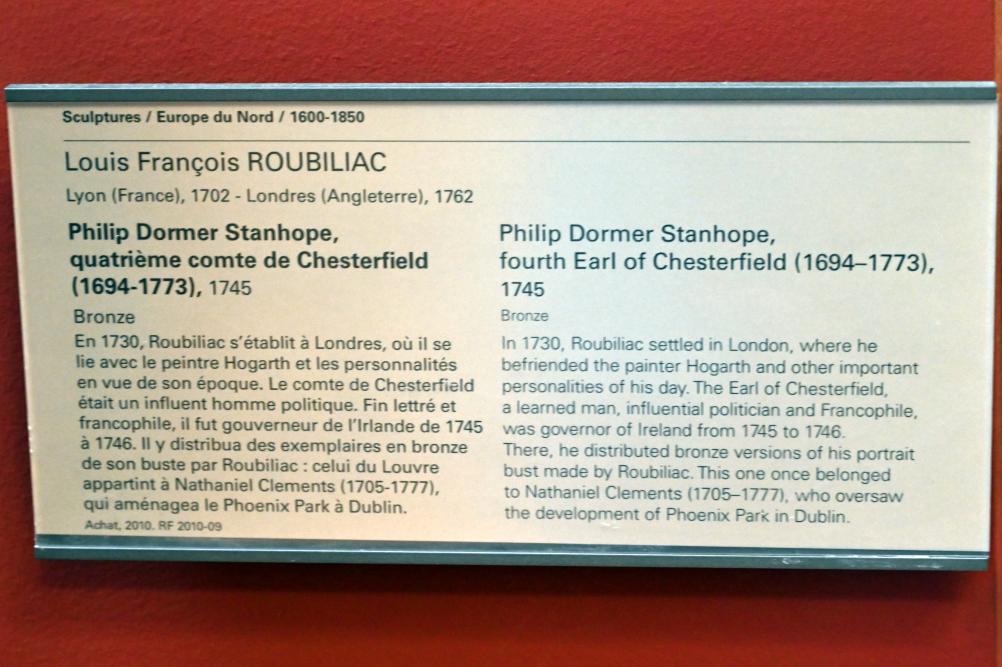 Sculptures / Europe du Nord / 1600-1850
Louis François ROUBILIAC
Lyon (France), 1702 - Londres (Angleterre), 1762
Philip Dormer Stanhope,
quatrième comte de Chesterfield
(1694-1773), 1745
Bronze
En 1730, Roubiliac s'établit à Londres, où il se
lie avec le peintre Hogarth et les personnalités
en vue de son époque. Le comte de Chesterfield
était un influent homme politique. Fin lettré et
francophile, il fut gouverneur de l'Irlande de 1745
à 1746. Il y distribua des exemplaires en bronze
de son buste par Roubiliac : celui du Louvre
appartint à Nathaniel Clements (1705-1777),
qui aménagea le Phoenix Park à Dublin.
Achat, 2010. RF 2010-09
Philip Dormer Stanhope,
fourth Earl of Chesterfield (1694–1773),
1745
Bronze
In 1730, Roubiliac settled in London, where he
befriended the painter Hogarth and other important
personalities of his day. The Earl of Chesterfield,
a learned man, influential politician and Francophile,
was governor of Ireland from 1745 to 1746.
There, he distributed bronze versions of his portrait
bust made by Roubiliac. This one once belonged
to Nathaniel Clements (1705–1777), who oversaw
the development of Phoenix Park in Dublin.